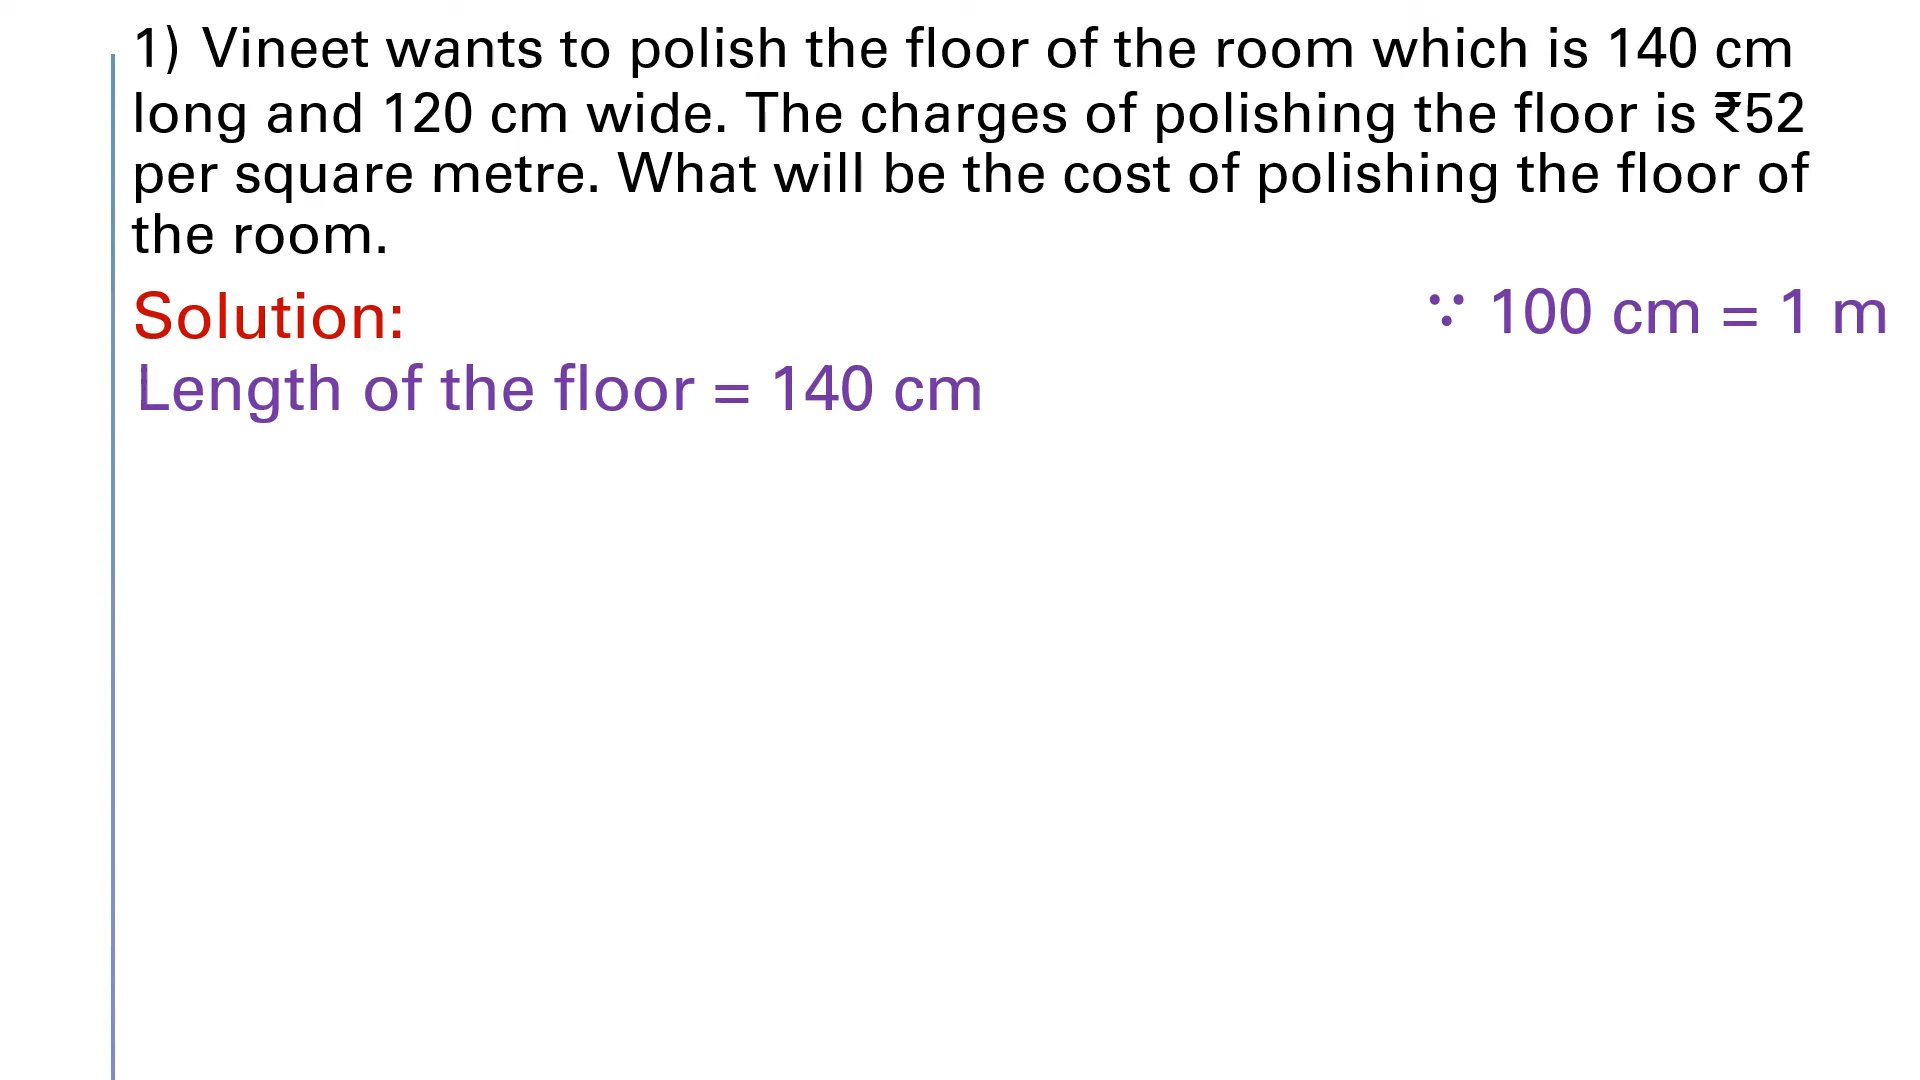 1) Vineet wants to polish the floor of the room which is 140 cm
long and 120 cm wide. The charges of polishing the floor is ₹52
per square metre. What will be the cost of polishing the floor of
the room.
Solution:
∵ 100 cm = 1 m
Length of the floor = 140 cm